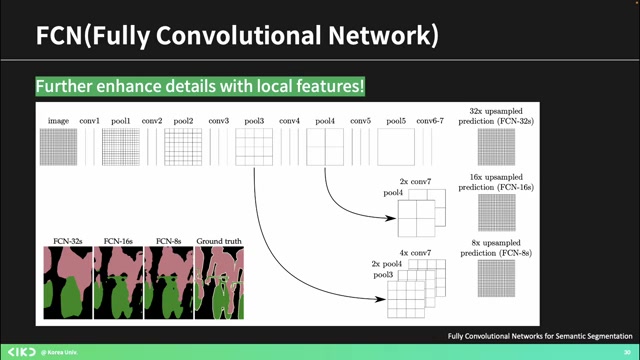 FCN(Fully Convolutional Network)
Further enhance details with local features!
image conv1 pool1 conv2 pool2 conv3 pool3 conv4 pool4 conv5 pool5 conv6-7
32x upsampled
prediction (FCN-32s)
16x upsampled
prediction (FCN-16s)
2x conv7
pool4
8x upsampled
prediction (FCN-8s)
4x conv7
2x pool4
pool3
FCN-32s FCN-16s FCN-8s Ground truth
Fully Convolutional Networks for Semantic Segmentation
@ Korea Univ.
30